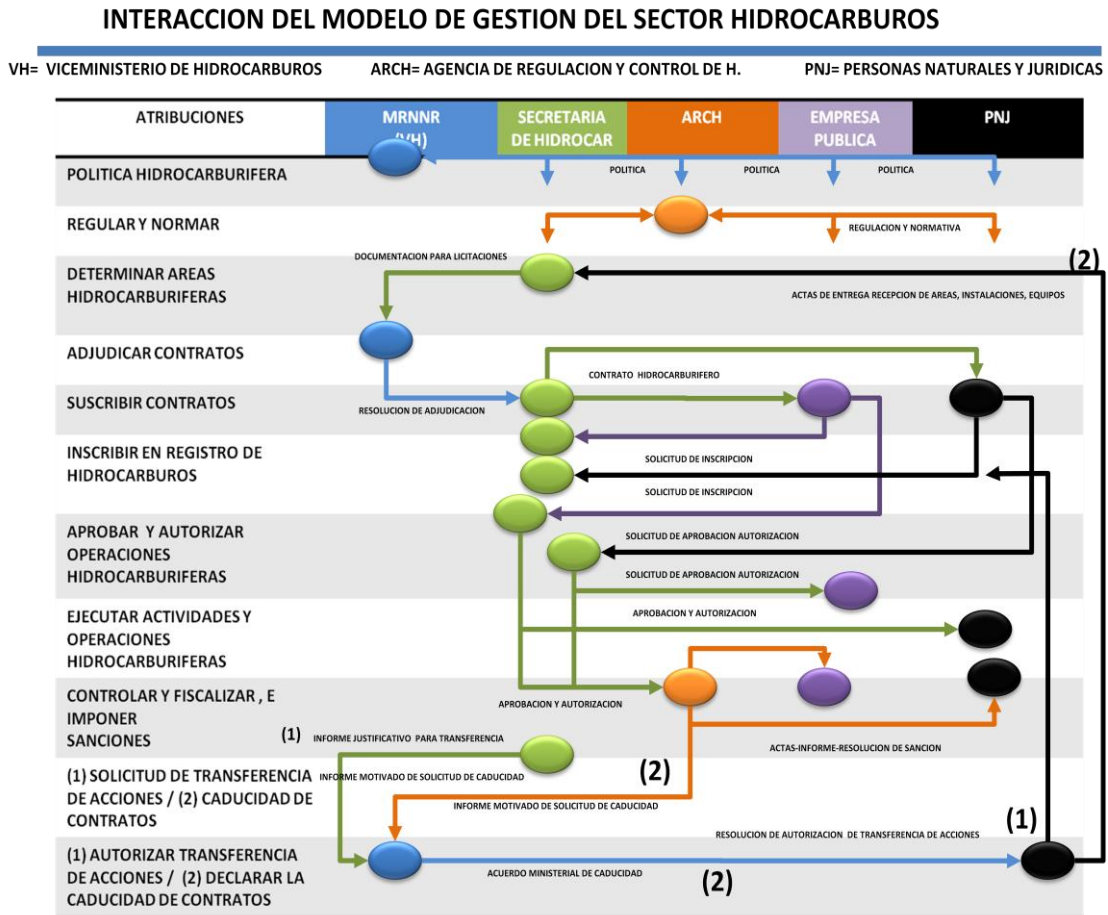 INTERACCION DEL MODELO DE GESTION DEL SECTOR HIDROCARBUROS
VH= VICEMINISTERIO DE HIDROCARBUROS
ARCH= AGENCIA DE REGULACION Y CONTROL DE H.
PNJ= PERSONAS NATURALES Y JURIDICAS
ATRIBUCIONES
MRNNR
(VH)
SECRETARIA
DE HIDROCAR
ARCH
EMPRESA
PUBLICA
PNJ
POLITICA HIDROCARBURIFERA
POLITICA
POLITICA
POLITICA
REGULAR Y NORMAR
REGULACION Y NORMATIVA
DOCUMENTACION PARA LICITACIONES
(2)
DETERMINAR AREAS
HIDROCARBURIFERAS
ACTAS DE ENTREGA RECEPCION DE AREAS, INSTALACIONES, EQUIPOS
ADJUDICAR CONTRATOS
CONTRATO HIDROCARBURIFERO
SUSCRIBIR CONTRATOS
RESOLUCION DE ADJUDICACION
INSCRIBIR EN REGISTRO DE
HIDROCARBUROS
SOLICITUD DE INSCRIPCION
SOLICITUD DE INSCRIPCION
APROBAR Y AUTORIZAR
OPERACIONES
HIDROCARBURIFERAS
SOLICITUD DE APROBACION AUTORIZACION
SOLICITUD DE APROBACION AUTORIZACION
EJECUTAR ACTIVIDADES Y
OPERACIONES
HIDROCARBURIFERAS
APROBACION Y AUTORIZACION
CONTROLAR Y FISCALIZAR , E
IMPONER
SANCIONES
APROBACION Y AUTORIZACION
(1) INFORME JUSTIFICATIVO PARA TRANSFERENCIA
ACTAS-INFORME-RESOLUCION DE SANCION
(1) SOLICITUD DE TRANSFERENCIA
DE ACCIONES / (2) CADUCIDAD DE
CONTRATOS
INFORME MOTIVADO DE SOLICITUD DE CADUCIDAD
(2)
INFORME MOTIVADO DE SOLICITUD DE CADUCIDAD
RESOLUCION DE AUTORIZACION DE TRANSFERENCIA DE ACCIONES
(1)
(1) AUTORIZAR TRANSFERENCIA
DE ACCIONES / (2) DECLARAR LA
CADUCIDAD DE CONTRATOS
ACUERDO MINISTERIAL DE CADUCIDAD
(2)